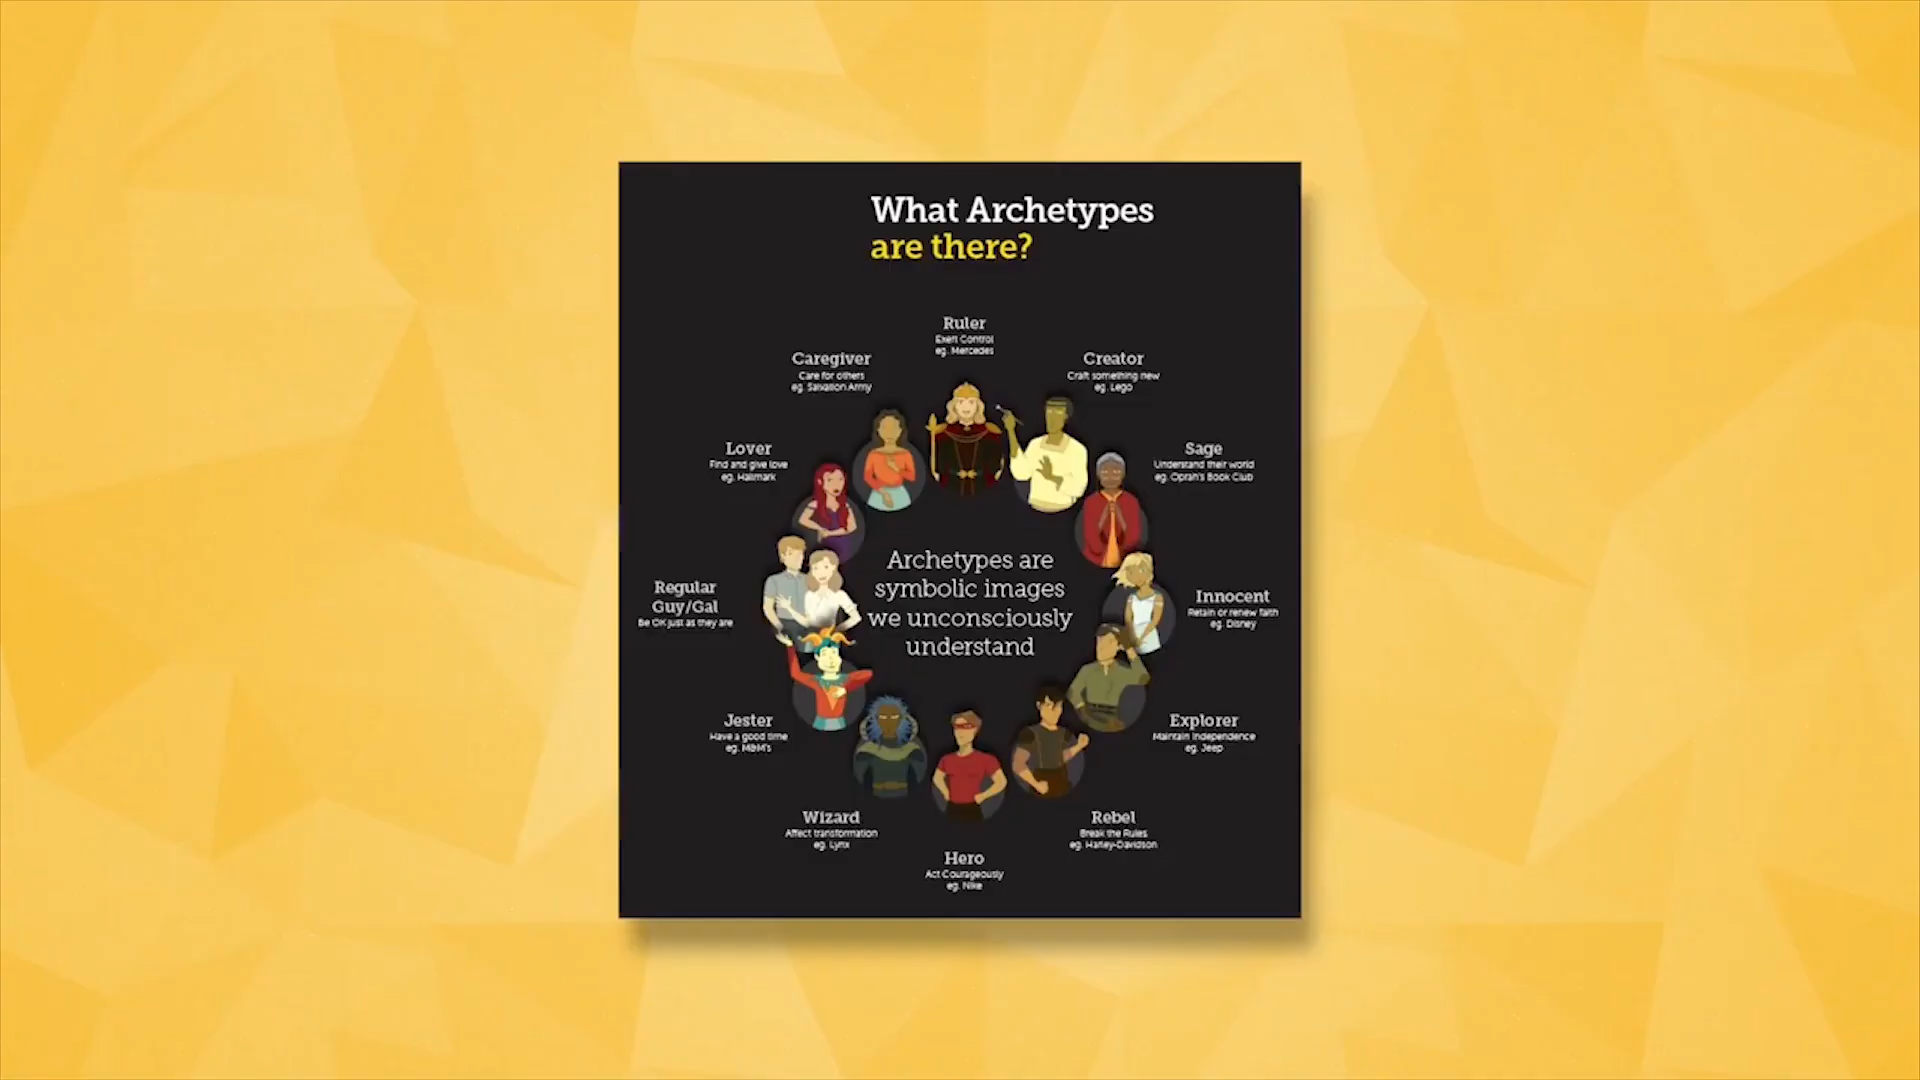 What Archetypes
are there?
Ruler
Exert Control
eg. Mercedes
Creator
Craft something new
eg. Lego
Sage
Understand their world
eg. Oprah's Book Club
Innocent
Retain or renew faith
eg. Disney
Explorer
Maintain Independence
eg. Jeep
Rebel
Break the Rules
eg. Harley-Davidson
Hero
Act Courageously
eg. Nike
Wizard
Affect transformation
eg. Lynx
Jester
Have a good time
eg. M&M's
Regular
Guy/Gal
Be OK just as they are
Lover
Find and give love
eg. Hallmark
Caregiver
Care for others
eg. Salvation Army
Archetypes are
symbolic images
we unconsciously
understand